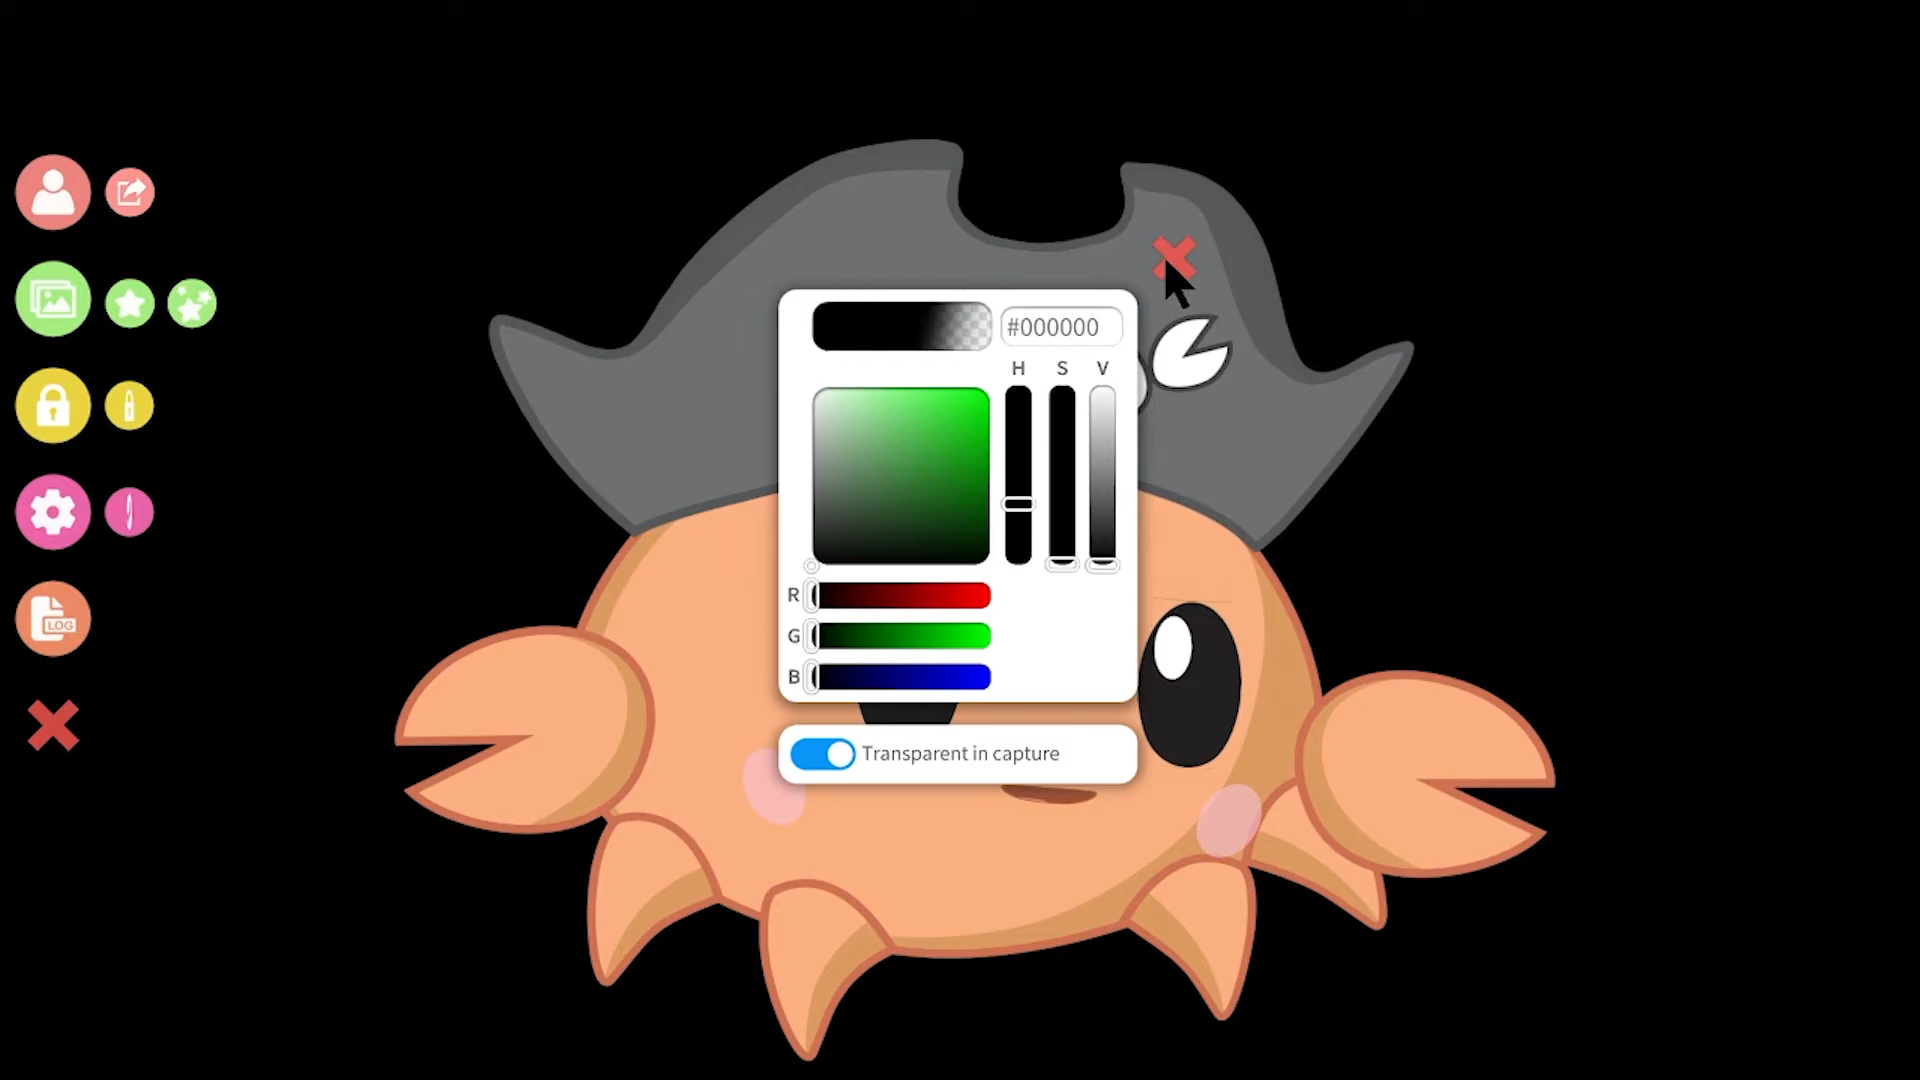 #000000
H S V
R
G
B
LOG
Transparent in capture